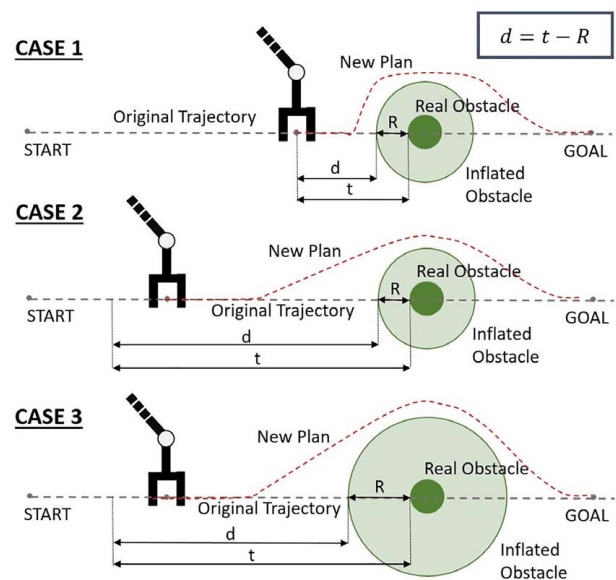 d = t − R
CASE 1
New Plan
Original Trajectory
Real Obstacle
R
START
GOAL
d
Inflated
Obstacle
t
CASE 2
New Plan
Real Obstacle
R
START
Original Trajectory
GOAL
d
Inflated
Obstacle
t
CASE 3
New Plan
Real Obstacle
R
START
Original Trajectory
GOAL
d
Inflated
Obstacle
t